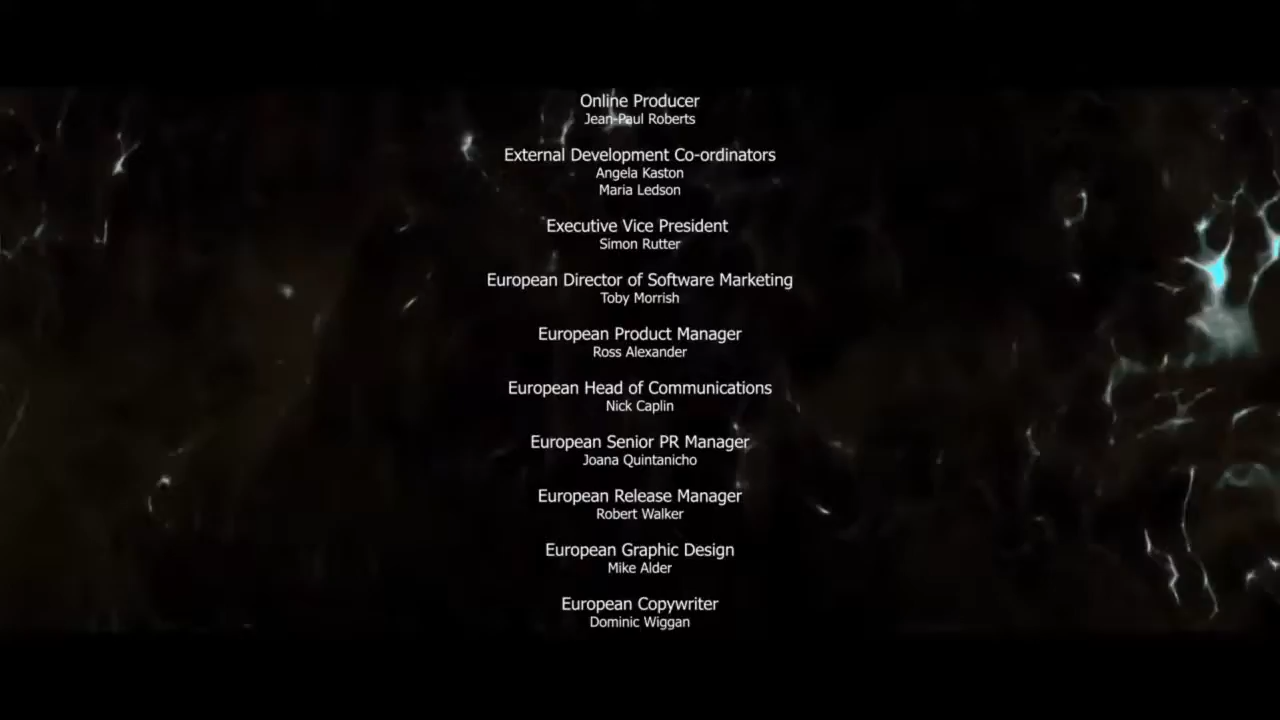 Online Producer
Jean-Paul Roberts
External Development Co-ordinators
Angela Kaston
Maria Ledson
Executive Vice President
Simon Rutter
European Director of Software Marketing
Toby Morrish
European Product Manager
Ross Alexander
European Head of Communications
Nick Caplin
European Senior PR Manager
Joana Quintanicho
European Release Manager
Robert Walker
European Graphic Design
Mike Alder
European Copywriter
Dominic Wiggan